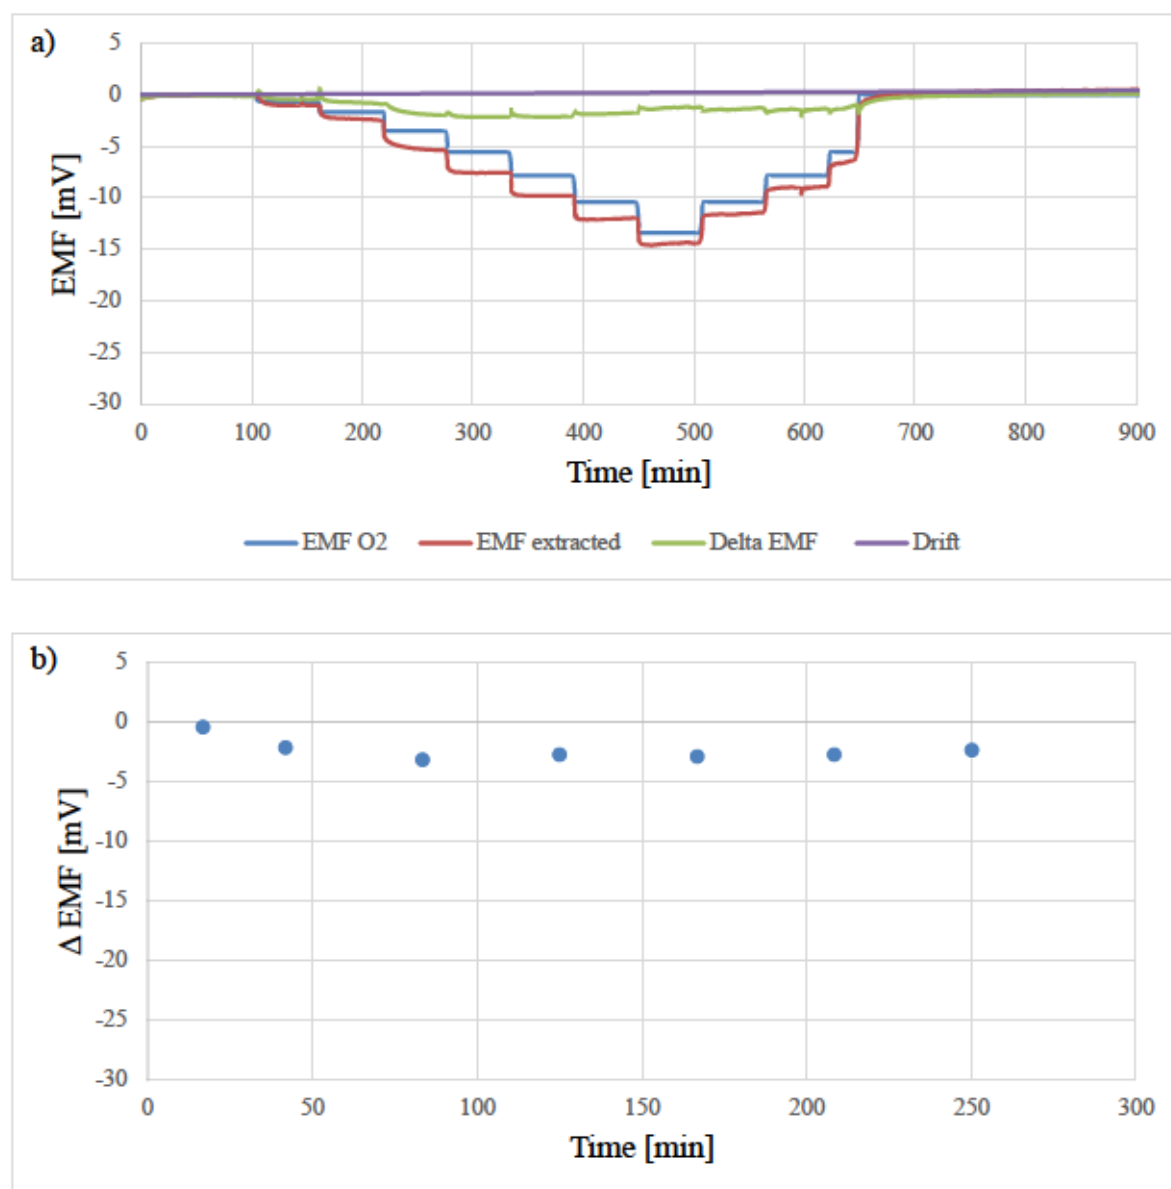 a)
5
0
-5
-10
-15
-20
-25
-30
EMF [mV]
0 100 200 300 400 500 600 700 800 900
Time [min]
EMF O2 EMF extracted Delta EMF Drift
b)
5
0
-5
-10
-15
-20
-25
-30
Δ EMF [mV]
0 50 100 150 200 250 300
Time [min]